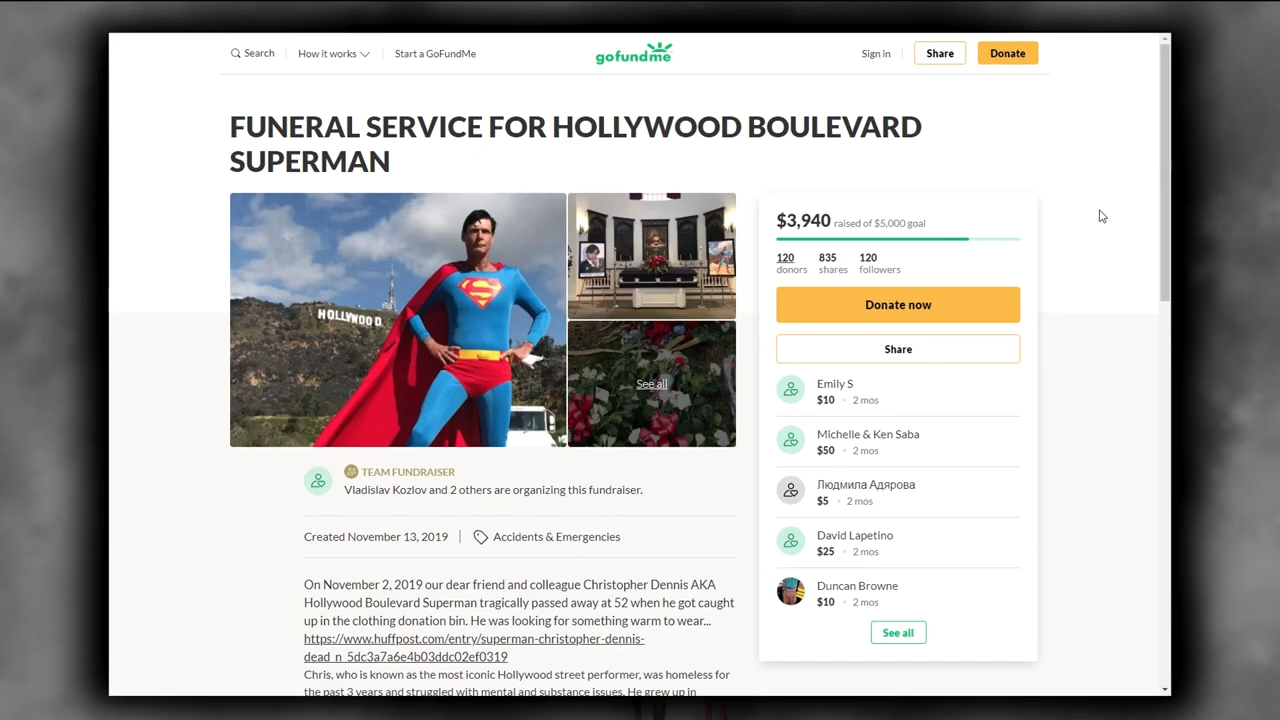 Search
How it works
Start a GoFundMe
gofundme
Sign in
Share
Donate
FUNERAL SERVICE FOR HOLLYWOOD BOULEVARD
SUPERMAN
HOLLYWOOD
See all
$3,940 raised of $5,000 goal
120 donors
835 shares
120 followers
Donate now
Share
Emily S
$10 • 2 mos
Michelle & Ken Saba
$50 • 2 mos
Людмила Адярова
$5 • 2 mos
David Lapetino
$25 • 2 mos
Duncan Browne
$10 • 2 mos
See all
TEAM FUNDRAISER
Vladislav Kozlov and 2 others are organizing this fundraiser.
Created November 13, 2019
Accidents & Emergencies
On November 2, 2019 our dear friend and colleague Christopher Dennis AKA
Hollywood Boulevard Superman tragically passed away at 52 when he got caught
up in the clothing donation bin. He was looking for something warm to wear...
https://www.huffpost.com/entry/superman-christopher-dennis-
dead_n_5dc3a7a6e4b03ddc02ef0319
Chris, who is known as the most iconic Hollywood street performer, was homeless for
the past 3 years and struggled with mental and substance issues. He grew up in